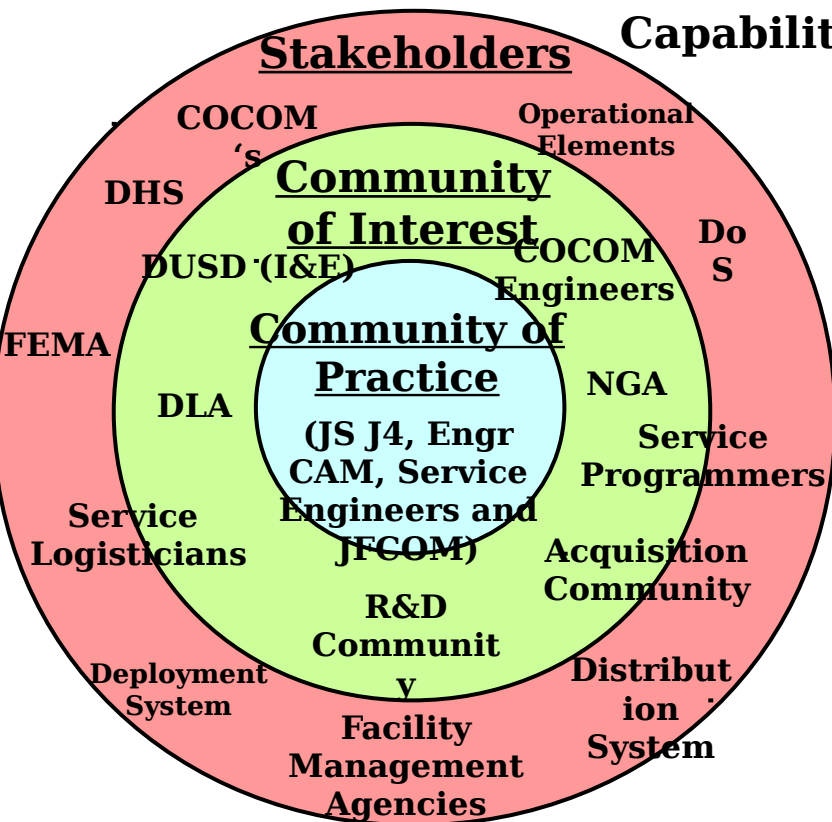 Capabilit
Stakeholders
COCOM
‘s
Operational
Elements
DHS
Community
of Interest
Do
S
DUSD (I&E)
COCOM
Engineers
FEMA
Community of
Practice
DLA
NGA
(JS J4, Engr
CAM, Service
Engineers and
JFCOM)
Service
Programmers
Service
Logisticians
Acquisition
Community
R&D
Communit
y
Deployment
System
Distribut
ion
System
Facility
Management
Agencies